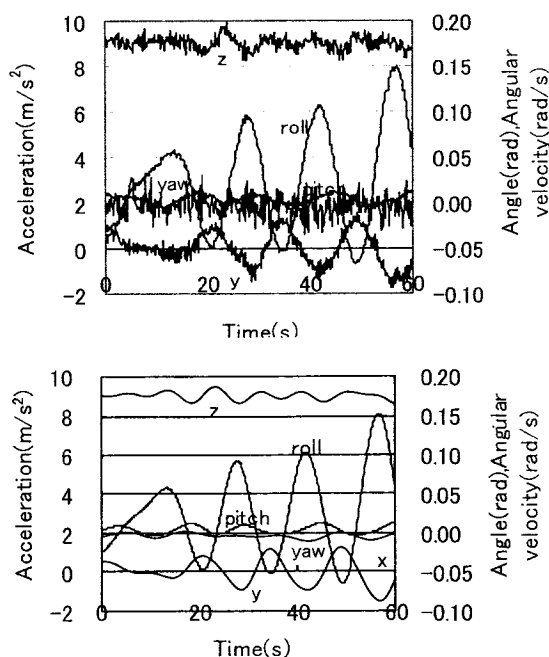 Acceleration(m/s²)
10
8
6
4
2
0
-2
z
roll
yaw
pitch
y
0
20
40
60
Time(s)
0.20
0.15
0.10
0.05
0.00
-0.05
-0.10
Angle(rad),Angular
velocity(rad/s)
Acceleration(m/s²)
10
8
6
4
2
0
-2
z
roll
pitch
yaw
x
y
0
20
40
60
Time(s)
0.20
0.15
0.10
0.05
0.00
-0.05
-0.10
Angle(rad),Angular
velocity(rad/s)